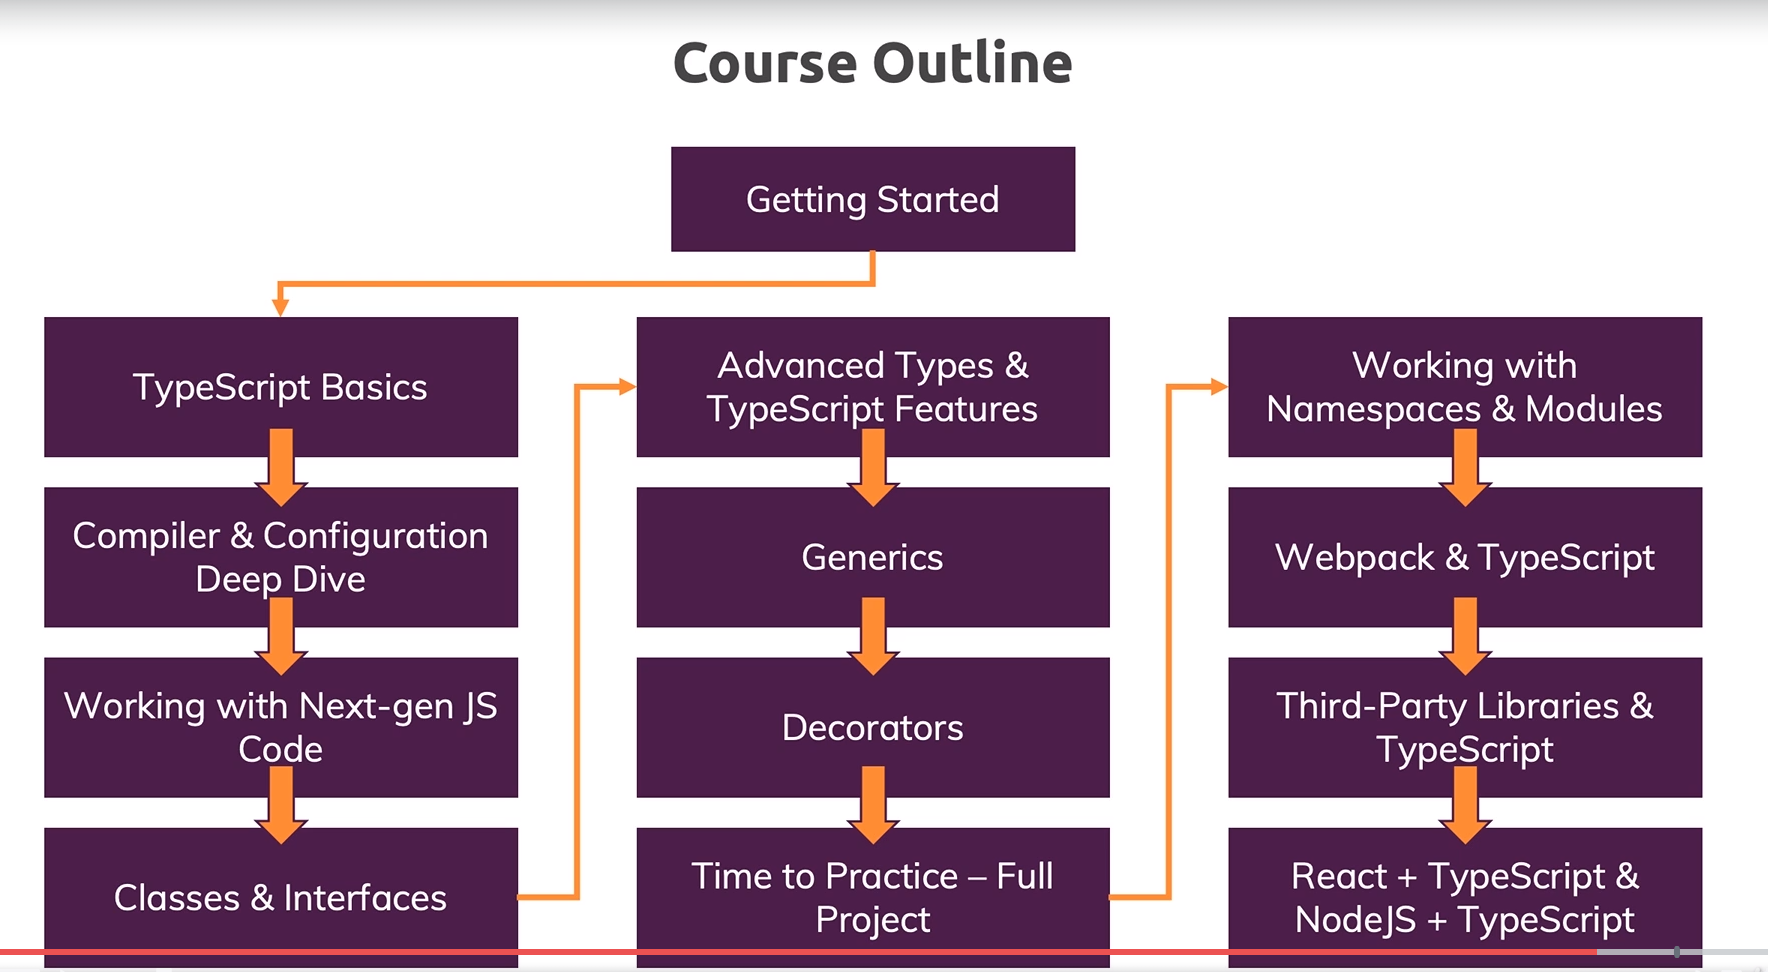 Course Outline
Getting Started
TypeScript Basics
Compiler & Configuration
Deep Dive
Working with Next-gen JS
Code
Classes & Interfaces
Advanced Types &
TypeScript Features
Generics
Decorators
Time to Practice – Full
Project
Working with
Namespaces & Modules
Webpack & TypeScript
Third-Party Libraries &
TypeScript
React + TypeScript &
NodeJS + TypeScript